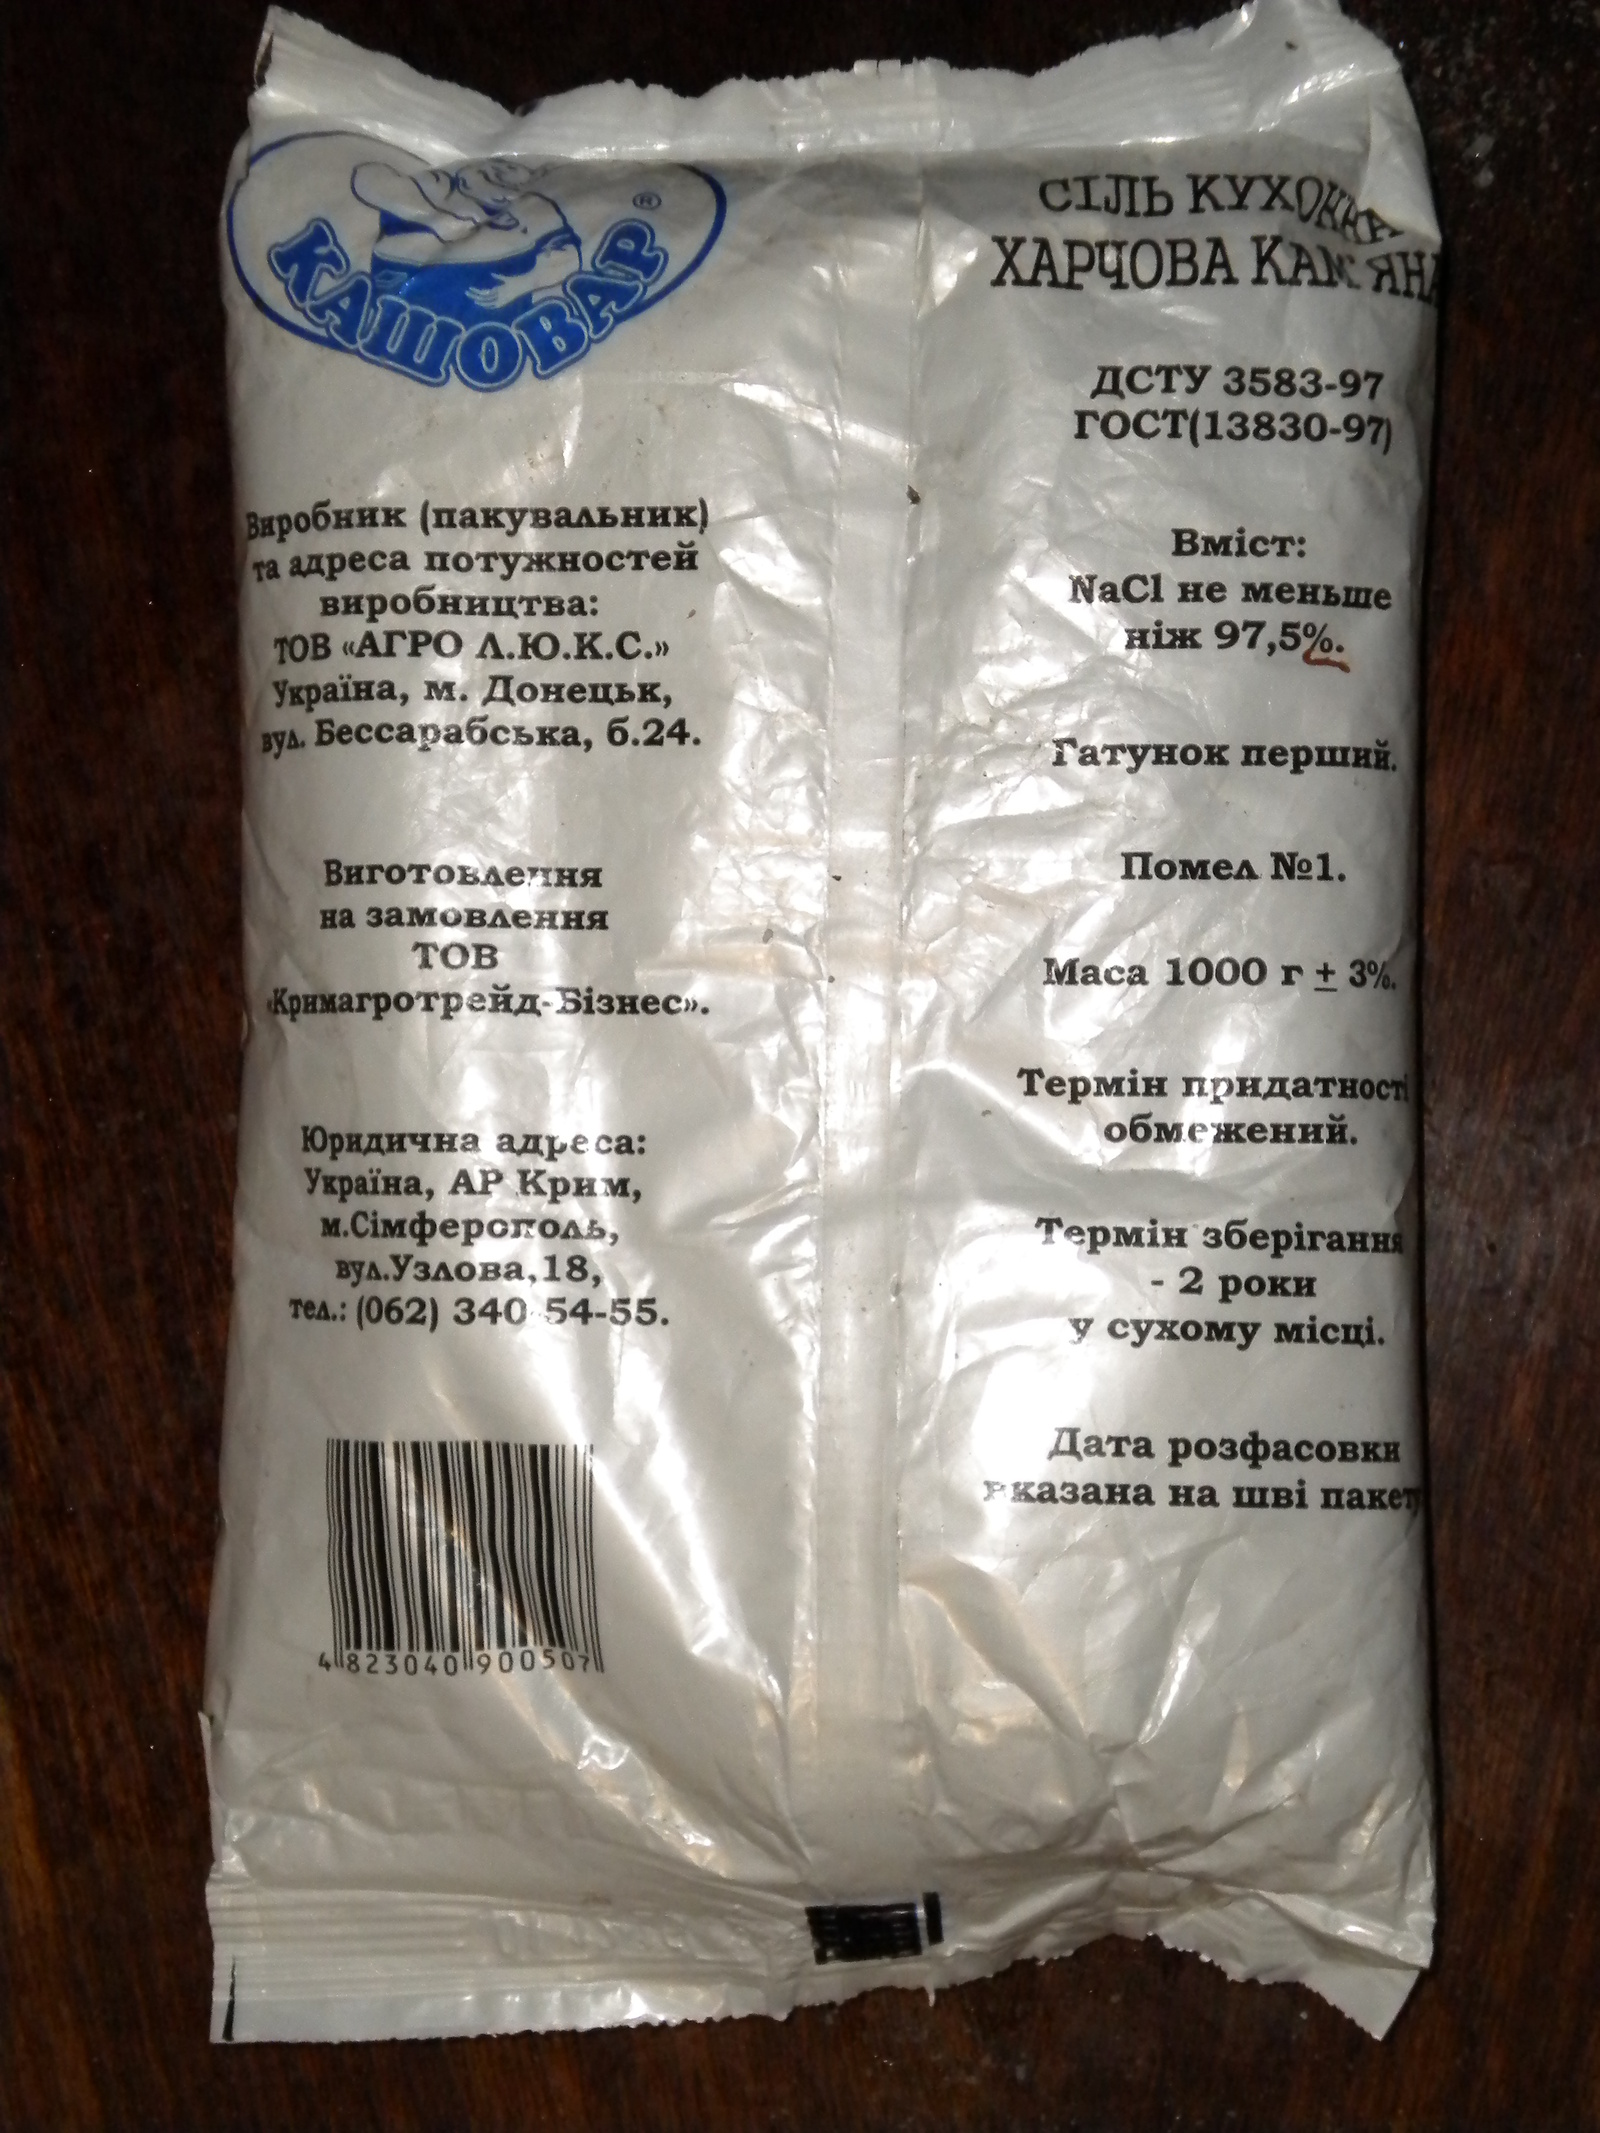 КАШОВАР ®
Виробник (пакувальник)
та адреса потужностей
виробництва:
ТОВ «АГРО Л.Ю.К.С.»
Україна, м. Донецьк,
вул. Бессарабська, б.24.
Виготовлення
на замовлення
ТОВ
«Кримагротрейд-Бізнес».
Юридична адреса:
Україна, АР Крим,
м.Сімферополь,
вул.Узлова,18,
тел.: (062) 340-54-55.
4 823040 900507
СІЛЬ КУХОННА
ХАРЧОВА КАМ'ЯНА
ДСТУ 3583-97
ГОСТ(13830-97)
Вміст:
NaCl не меньше
ніж 97,5%.
Гатунок перший.
Помел №1.
Маса 1000 г ± 3%.
Термін придатності
обмежений.
Термін зберігання
- 2 роки
у сухому місці.
Дата розфасовки
вказана на шві пакету